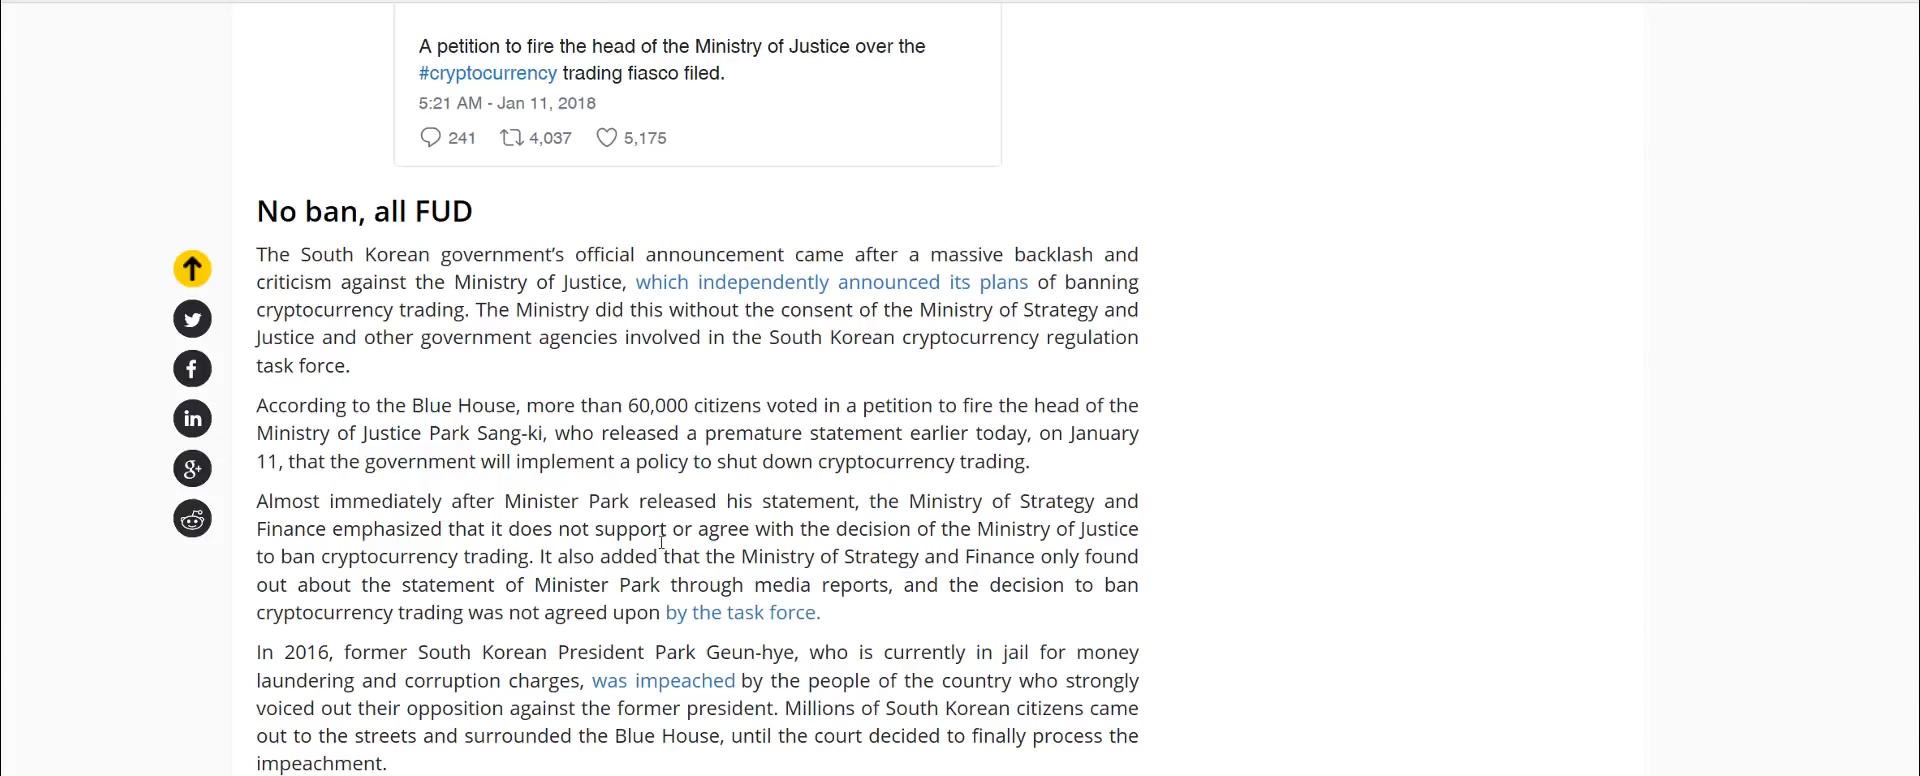 A petition to fire the head of the Ministry of Justice over the
#cryptocurrency trading fiasco filed.
5:21 AM - Jan 11, 2018
241 4,037 5,175
No ban, all FUD
The South Korean government’s official announcement came after a massive backlash and
criticism against the Ministry of Justice, which independently announced its plans of banning
cryptocurrency trading. The Ministry did this without the consent of the Ministry of Strategy and
Justice and other government agencies involved in the South Korean cryptocurrency regulation
task force.
According to the Blue House, more than 60,000 citizens voted in a petition to fire the head of the
Ministry of Justice Park Sang-ki, who released a premature statement earlier today, on January
11, that the government will implement a policy to shut down cryptocurrency trading.
Almost immediately after Minister Park released his statement, the Ministry of Strategy and
Finance emphasized that it does not support or agree with the decision of the Ministry of Justice
to ban cryptocurrency trading. It also added that the Ministry of Strategy and Finance only found
out about the statement of Minister Park through media reports, and the decision to ban
cryptocurrency trading was not agreed upon by the task force.
In 2016, former South Korean President Park Geun-hye, who is currently in jail for money
laundering and corruption charges, was impeached by the people of the country who strongly
voiced out their opposition against the former president. Millions of South Korean citizens came
out to the streets and surrounded the Blue House, until the court decided to finally process the
impeachment.